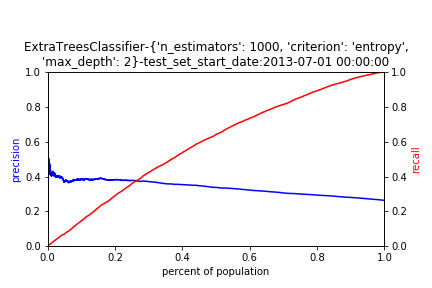 ExtraTreesClassifier-{'n_estimators': 1000, 'criterion': 'entropy',
'max_depth': 2}-test_set_start_date:2013-07-01 00:00:00
1.0
0.8
0.6
0.4
0.2
0.0
precision
1.0
0.8
0.6
0.4
0.2
0.0
recall
0.0 0.2 0.4 0.6 0.8 1.0
percent of population